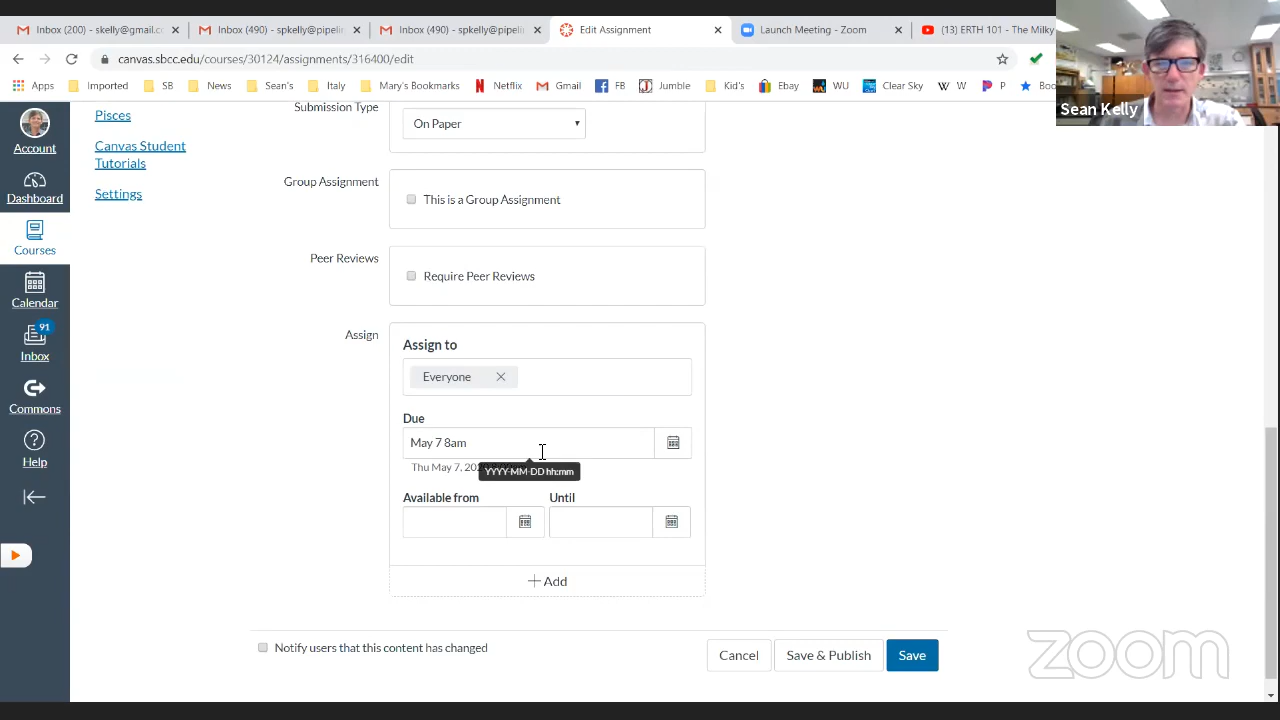 Inbox (200) - skelly@gmail.c
Inbox (490) - spkelly@pipelin
Inbox (490) - spkelly@pipelin
Edit Assignment
Launch Meeting - Zoom
(3) ERTH 101 - The Milky
canvas.sbcc.edu/courses/30124/assignments/316400/edit
Apps
Imported
SB
News
Sean's
Italy
Mary's Bookmarks
Netflix
Gmail
FB
Jumble
Kid's
Ebay
WU
Clear Sky
W
P
Boo
Sean Kelly
Account
Dashboard
Courses
Calendar
91
Inbox
Commons
Help
Pisces
Canvas Student
Tutorials
Settings
Submission Type
On Paper
Group Assignment
This is a Group Assignment
Peer Reviews
Require Peer Reviews
Assign
Assign to
Everyone
Due
May 7 8am
Thu May 7, 20
YYYY-MM-DD hh:mm
Available from
Until
Add
Notify users that this content has changed
Cancel
Save & Publish
Save
zoom